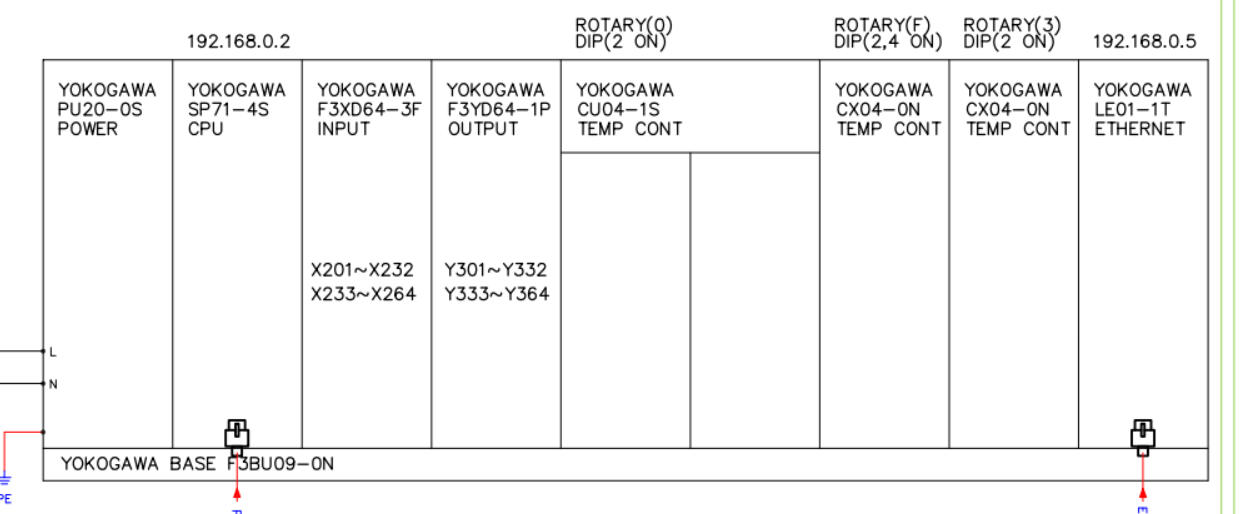 192.168.0.2
ROTARY(0)
DIP(2 ON)
ROTARY(F)
DIP(2,4 ON)
ROTARY(3)
DIP(2 ON)
192.168.0.5
YOKOGAWA
PU20-0S
POWER
YOKOGAWA
SP71-4S
CPU
YOKOGAWA
F3XD64-3F
INPUT
YOKOGAWA
F3YD64-1P
OUTPUT
YOKOGAWA
CU04-1S
TEMP CONT
YOKOGAWA
CX04-0N
TEMP CONT
YOKOGAWA
CX04-0N
TEMP CONT
YOKOGAWA
LE01-1T
ETHERNET
X201~X232
X233~X264
Y301~Y332
Y333~Y364
L
N
YOKOGAWA BASE F3BU09-0N
PE